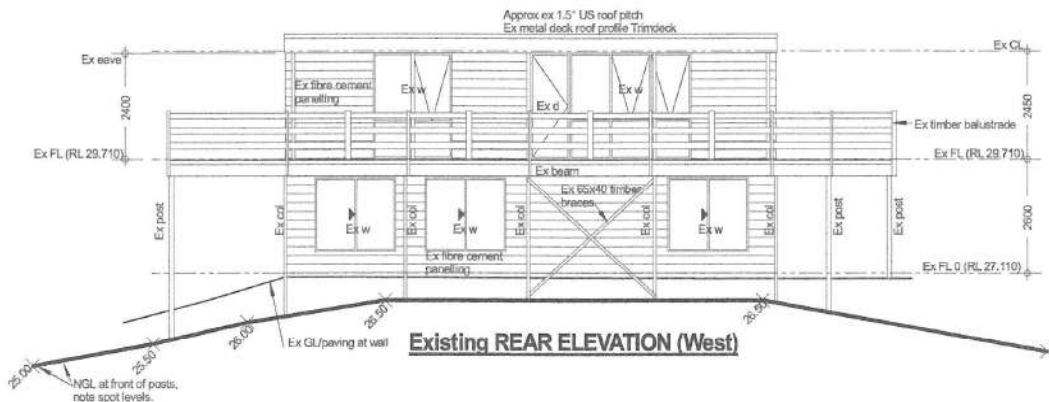 Approx ex 1.5° US roof pitch
Ex metal deck roof profile Trimdeck
Ex eave
Ex CL
Ex fibre cement
panelling
Ex w
Ex w
Ex d
2400
2450
Ex timber balustrade
Ex FL (RL 29.710)
Ex FL (RL 29.710)
Ex beam
Ex 65x40 timber
braces
Ex post
Ex col
Ex w
Ex col
Ex w
Ex col
Ex col
Ex w
Ex col
Ex post
Ex post
2600
Ex fibre cement
panelling
Ex FL 0 (RL 27.110)
25.00
25.50
26.00
26.50
26.50
Ex GL/paving at wall
Existing REAR ELEVATION (West)
NGL at front of posts,
note spot levels.